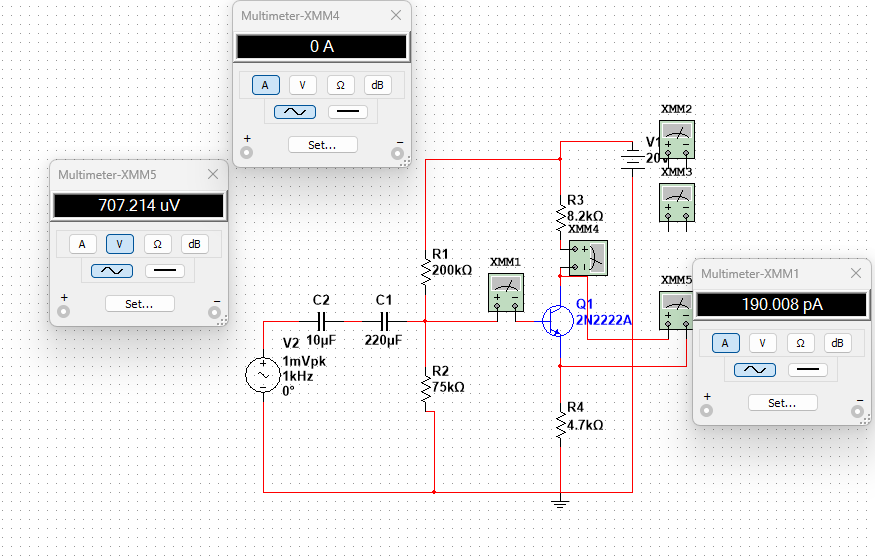 Multimeter-XMM4
0 A
A V Ω dB
+ Set... −
Multimeter-XMM5
707.214 uV
A V Ω dB
+ Set... −
Multimeter-XMM1
190.008 pA
A V Ω dB
+ Set... −
XMM2
V1
20V
XMM3
R3
8.2kΩ
XMM4
R1
200kΩ
XMM1
XMM5
Q1
2N2222A
C2
10µF
C1
220µF
V2
1mVpk
1kHz
0°
R2
75kΩ
R4
4.7kΩ